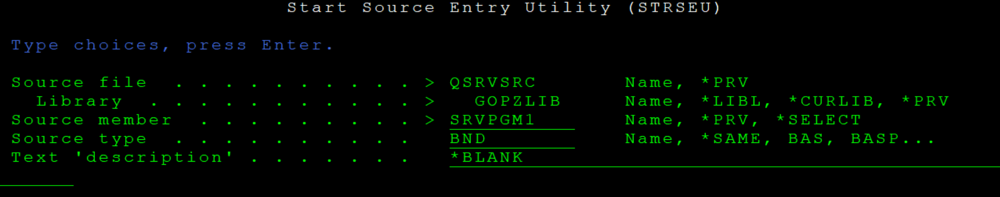 Start Source Entry Utility (STRSEU)
Type choices, press Enter.
Source file . . . . . . . . . . > QSRVSRC Name, *PRV
Library . . . . . . . . . . . > GOPZLIB Name, *LIBL, *CURLIB, *PRV
Source member . . . . . . . . . > SRVPGM1 Name, *PRV, *SELECT
Source type . . . . . . . . . . BND Name, *SAME, BAS, BASP...
Text 'description' . . . . . . . *BLANK